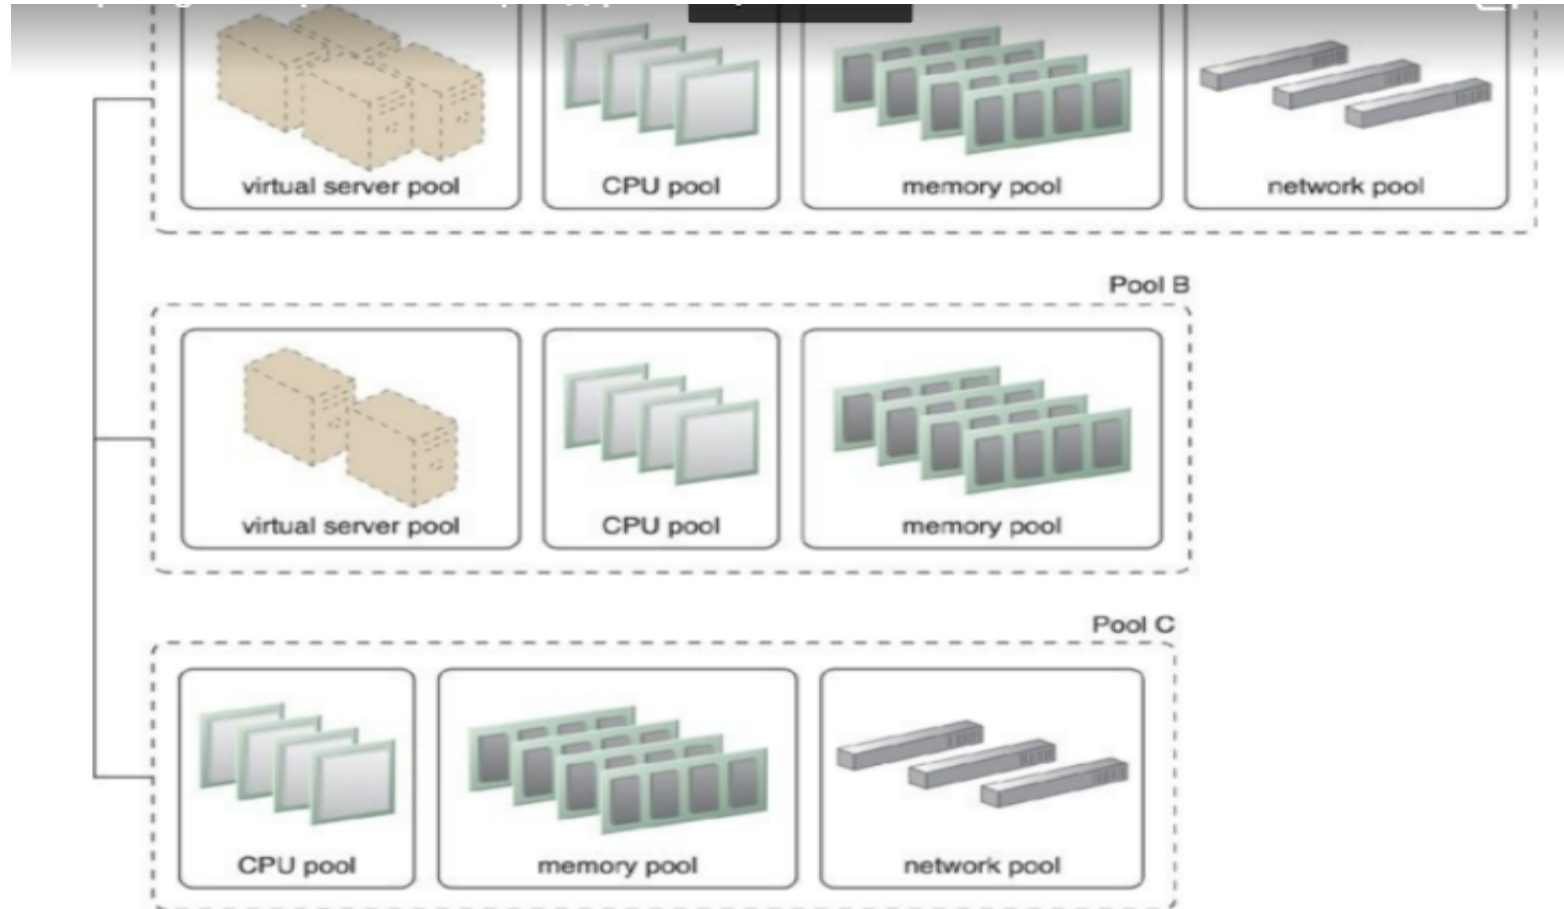 virtual server pool CPU pool memory pool network pool
Pool B
virtual server pool CPU pool memory pool
Pool C
CPU pool memory pool network pool